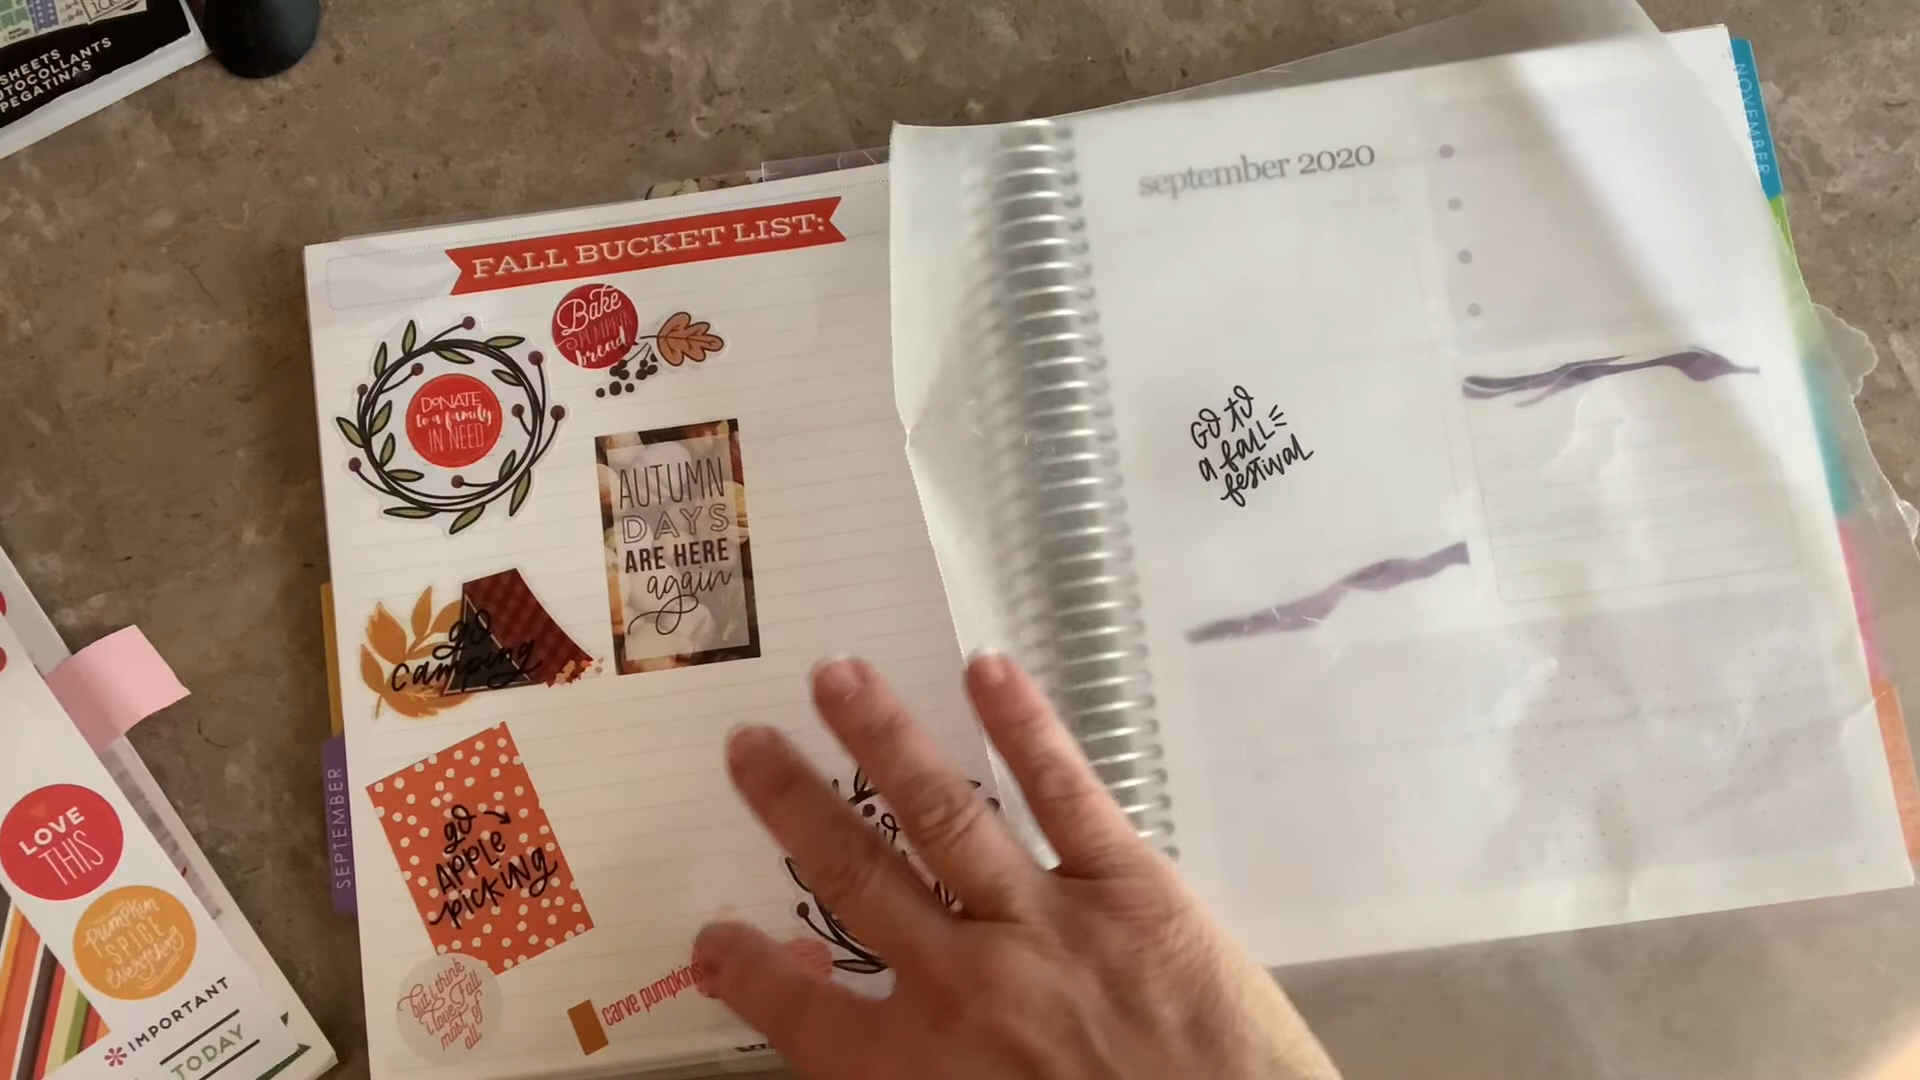 SHEETS
AUTOCOLLANTS
PEGATINAS
FALL BUCKET LIST:
DONATE
to a family
IN NEED
Bake
PUMPKIN
bread
AUTUMN
DAYS
ARE HERE
again
go
camping
go
APPLE
picking
but i think
i love Fall
most of
all
carve pumpkins
SEPTEMBER
LOVE
THIS
pumpkin
SPICE
everything
*IMPORTANT
TODAY
september 2020
GO TO
a fall
festival
NOVEMBER